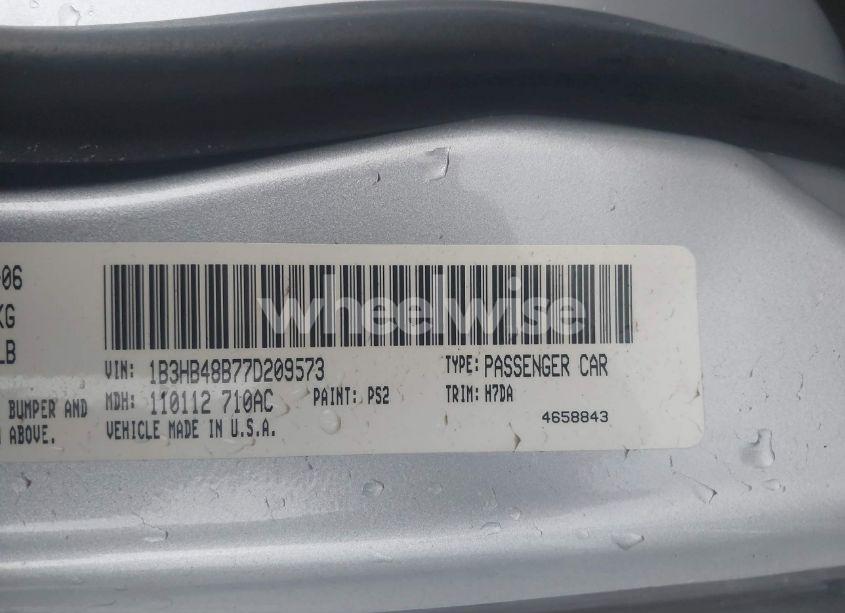 -06
KG
LB
BUMPER AND
ABOVE.
wheelwise
VIN: 1B3HB48B77D209573 TYPE: PASSENGER CAR
MDH: 110112 710AC PAINT: PS2 TRIM: H7DA
VEHICLE MADE IN U.S.A. 4658843